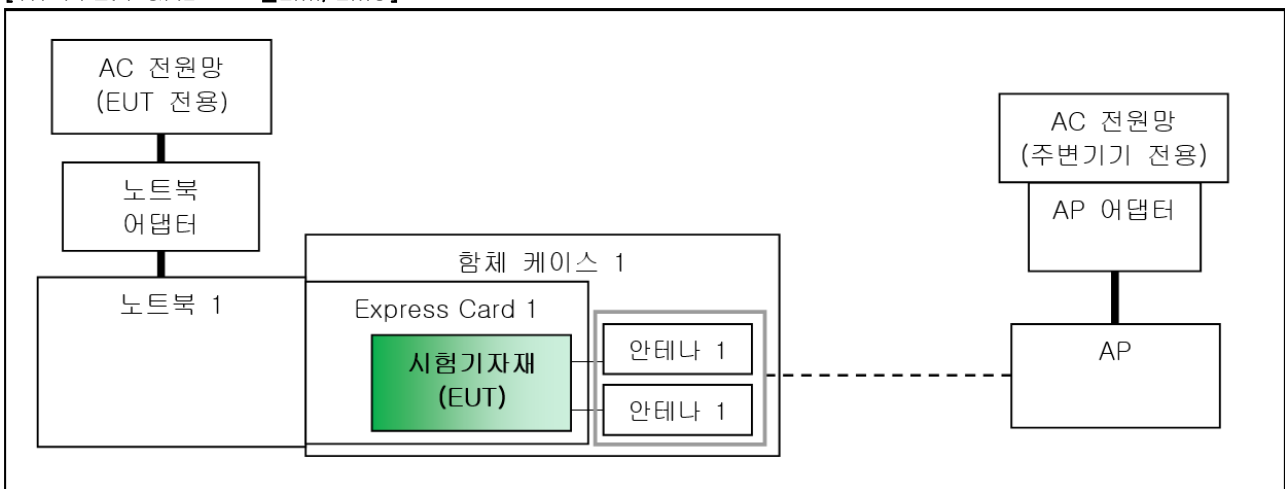 AC 전원망
(EUT 전용)
노트북
어댑터
노트북 1
함체 케이스 1
Express Card 1
시험기자재
(EUT)
안테나 1
안테나 1
AC 전원망
(주변기기 전용)
AP 어댑터
AP